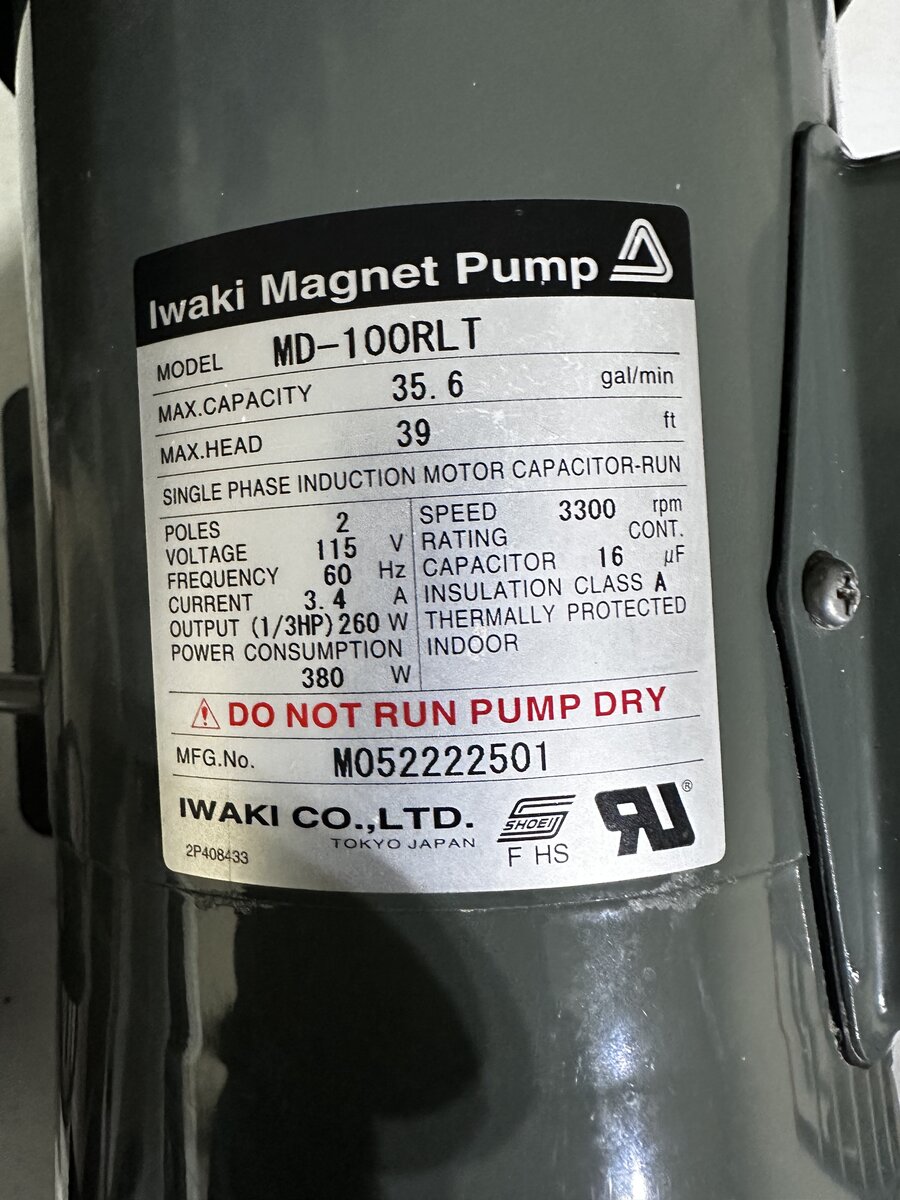 Iwaki Magnet Pump
MODEL MD-100RLT
MAX.CAPACITY 35.6 gal/min
MAX.HEAD 39 ft
SINGLE PHASE INDUCTION MOTOR CAPACITOR-RUN
POLES 2
VOLTAGE 115 V
FREQUENCY 60 Hz
CURRENT 3.4 A
OUTPUT (1/3HP) 260 W
POWER CONSUMPTION
380 W
SPEED 3300 rpm
RATING CONT.
CAPACITOR 16 μF
INSULATION CLASS A
THERMALLY PROTECTED
INDOOR
⚠ DO NOT RUN PUMP DRY
MFG.No. M052222501
IWAKI CO.,LTD.
TOKYO JAPAN
2P408433
SHOEI
F HS
RU®